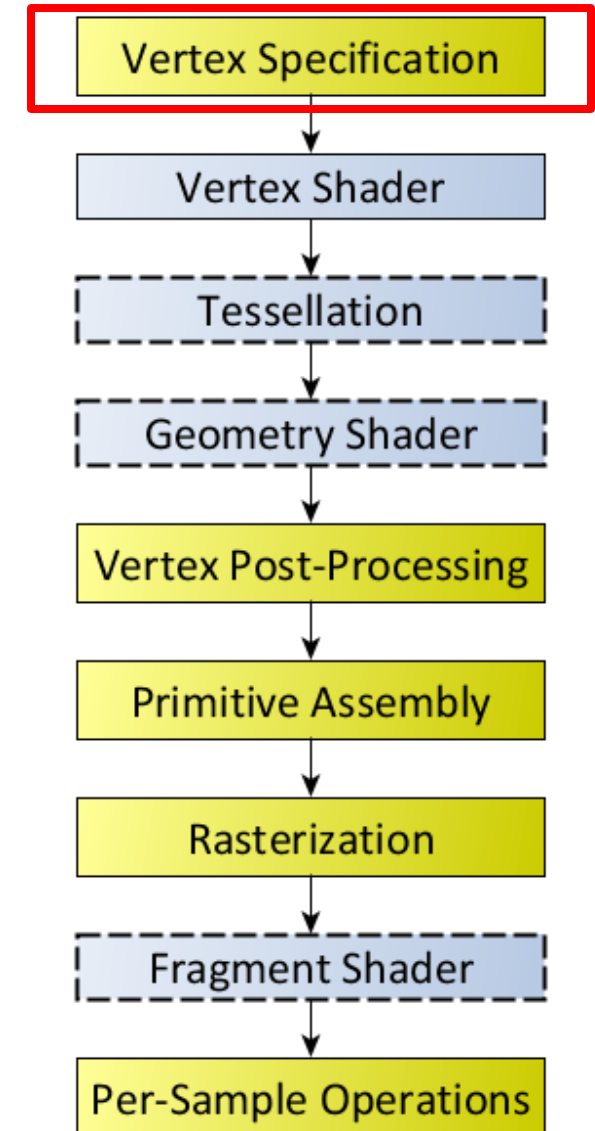 Vertex Specification
Vertex Shader
Tessellation
Geometry Shader
Vertex Post-Processing
Primitive Assembly
Rasterization
Fragment Shader
Per-Sample Operations